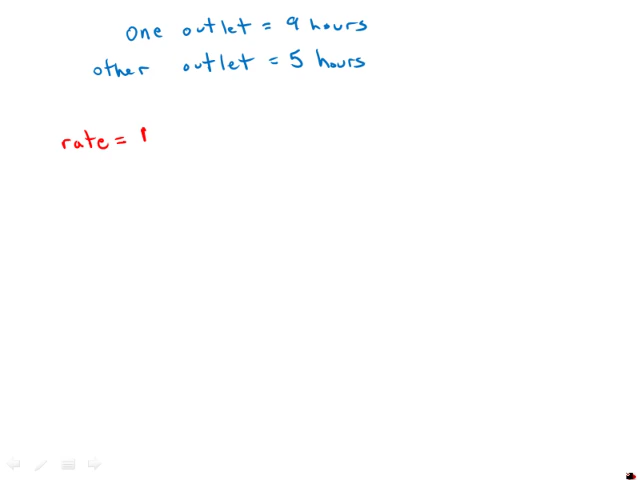 One outlet = 9 hours
other outlet = 5 hours
rate = 1